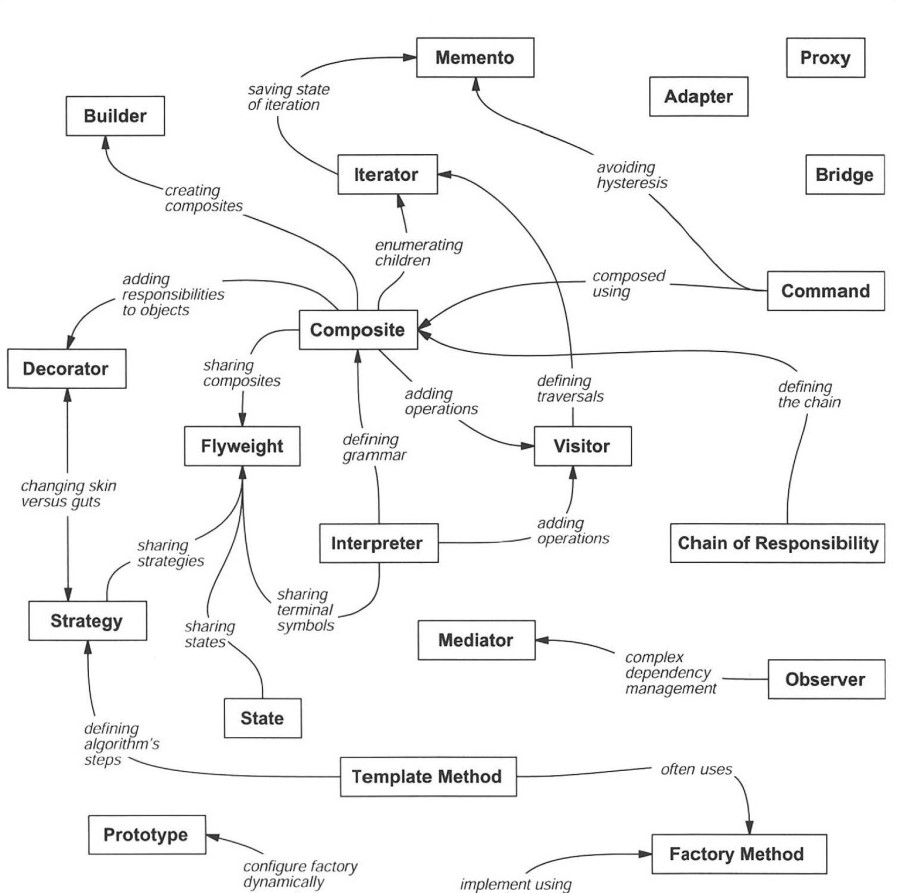 Memento
Proxy
saving state
of iteration
Adapter
Builder
avoiding
hysteresis
Iterator
Bridge
creating
composites
enumerating
children
adding
responsibilities
to objects
composed
using
Command
Composite
Decorator
sharing
composites
adding
operations
defining
traversals
defining
the chain
Flyweight
defining
grammar
Visitor
changing skin
versus guts
sharing
strategies
Interpreter
adding
operations
Chain of Responsibility
Strategy
sharing
terminal
symbols
sharing
states
Mediator
complex
dependency
management
Observer
State
defining
algorithm's
steps
Template Method
often uses
Prototype
configure factory
dynamically
Factory Method
implement using